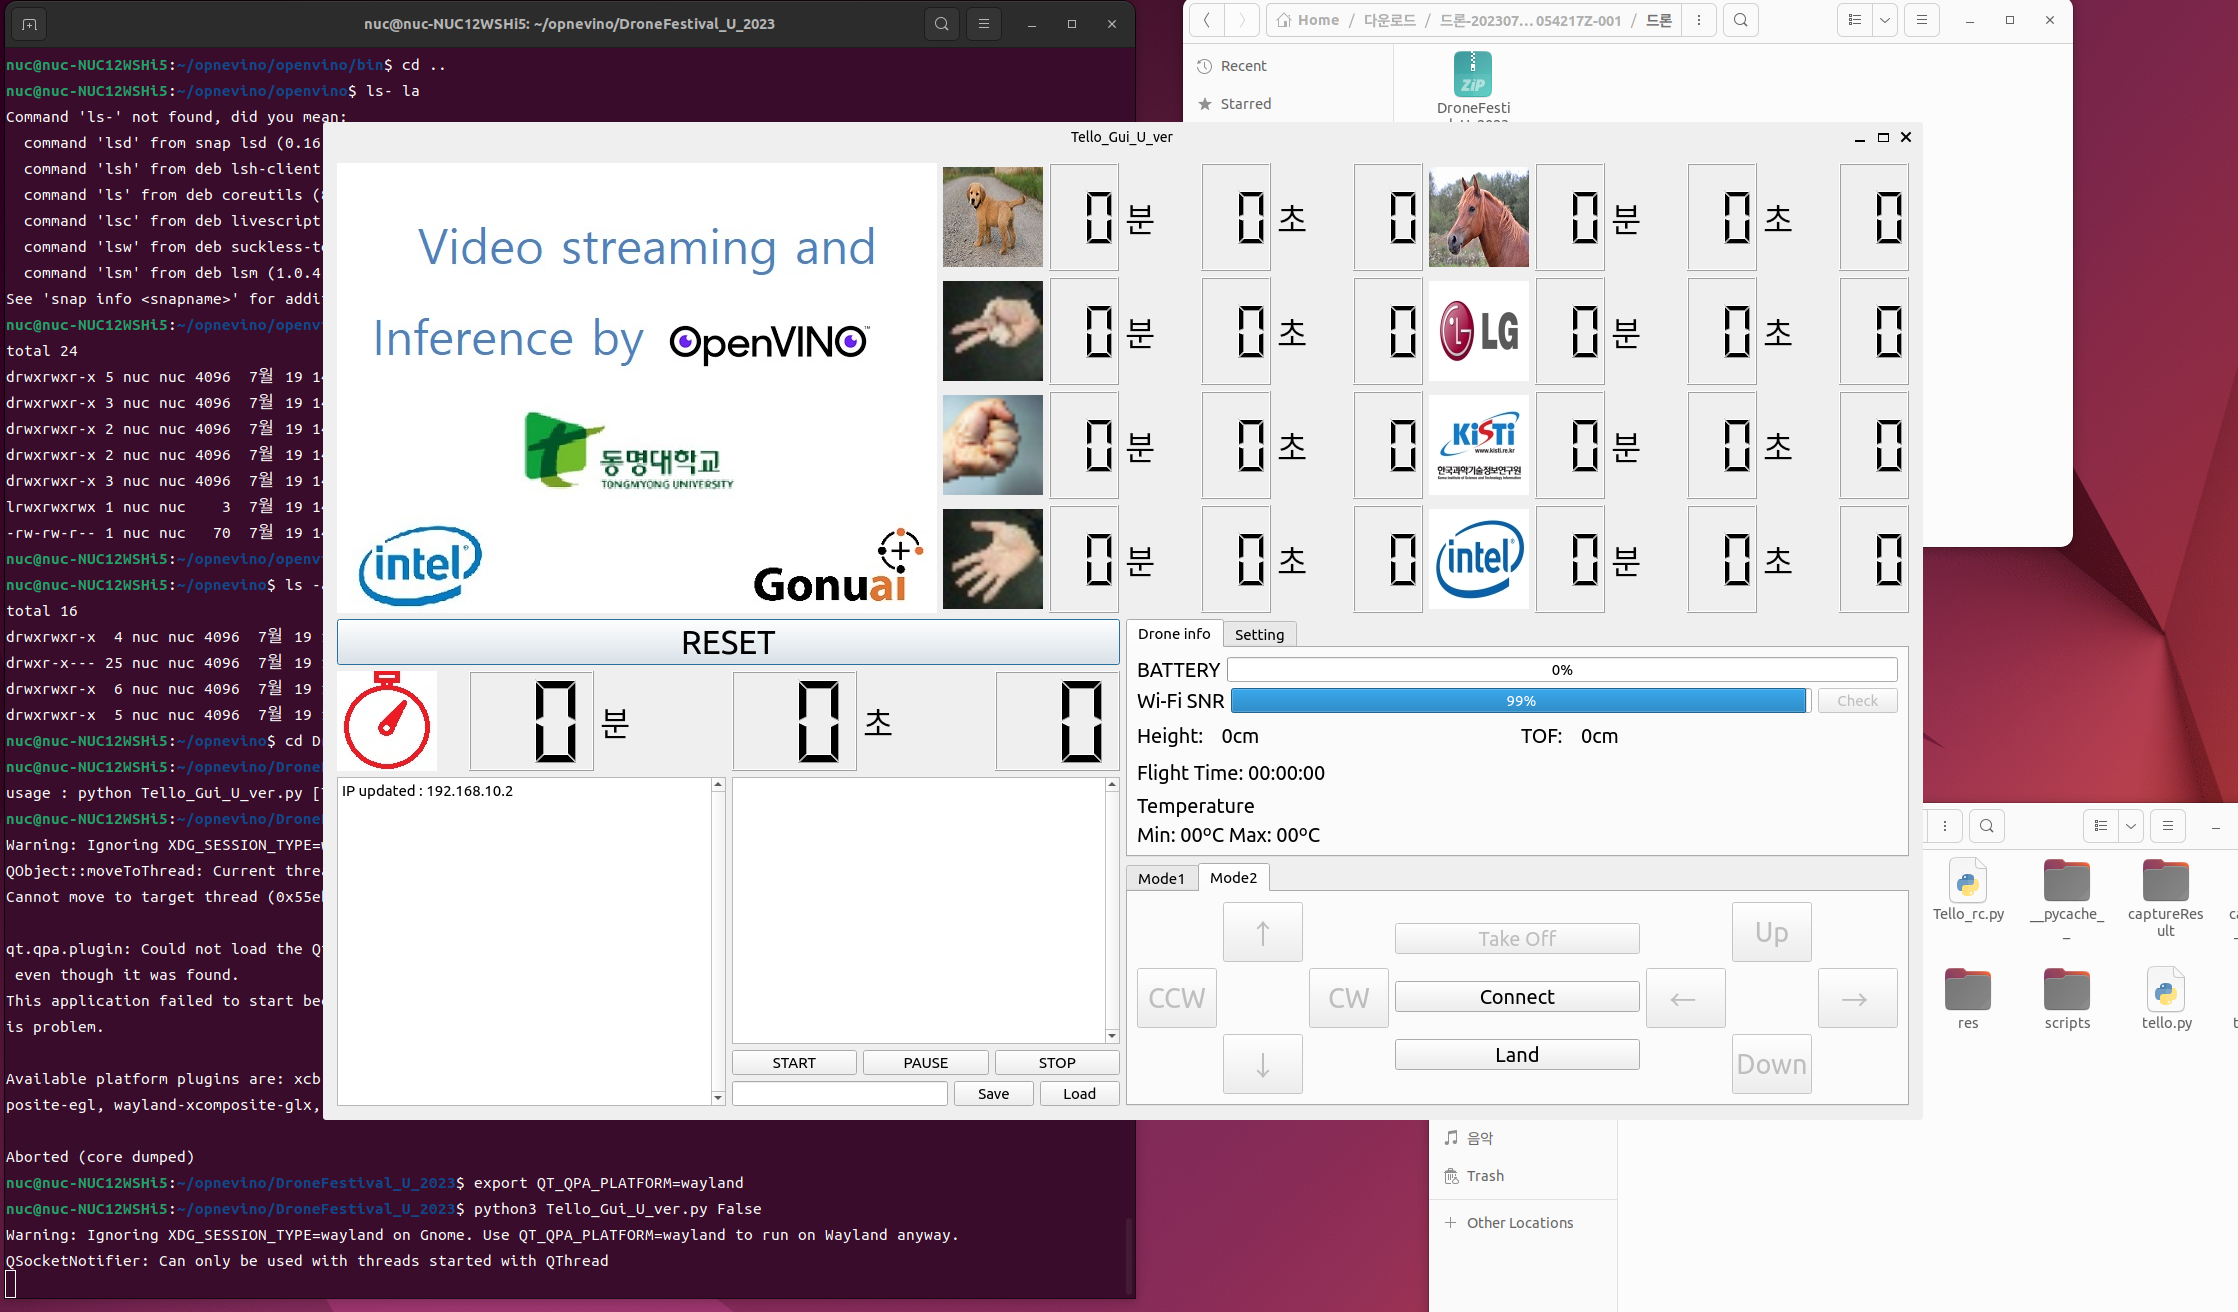 nuc@nuc-NUC12WSHi5: ~/opnevino/DroneFestival_U_2023
nuc@nuc-NUC12WSHi5:~/opnevino/openvino/bin$ cd ..
nuc@nuc-NUC12WSHi5:~/opnevino/openvino$ ls- la
Command 'ls-' not found, did you mean:
command 'lsd' from snap lsd (0.16
command 'lsh' from deb lsh-client
command 'ls' from deb coreutils (
command 'lsc' from deb livescript
command 'lsw' from deb suckless-to
command 'lsm' from deb lsm (1.0.4
See 'snap info <snapname>' for addi
nuc@nuc-NUC12WSHi5:~/opnevino/openv
total 24
drwxrwxr-x 5 nuc nuc 4096 7월 19
drwxrwxr-x 3 nuc nuc 4096 7월 19
drwxrwxr-x 2 nuc nuc 4096 7월 19
drwxrwxr-x 2 nuc nuc 4096 7월 19
drwxrwxr-x 3 nuc nuc 4096 7월 19
lrwxrwxrwx 1 nuc nuc 3 7월 19
-rw-rw-r-- 1 nuc nuc 70 7월 19
nuc@nuc-NUC12WSHi5:~/opnevino/openv
nuc@nuc-NUC12WSHi5:~/opnevino$ ls -
total 16
drwxrwxr-x 4 nuc nuc 4096 7월 19
drwxr-x--- 25 nuc nuc 4096 7월 19
drwxrwxr-x 6 nuc nuc 4096 7월 19
drwxrwxr-x 5 nuc nuc 4096 7월 19
nuc@nuc-NUC12WSHi5:~/opnevino$ cd D
nuc@nuc-NUC12WSHi5:~/opnevino/Drone
usage : python Tello_Gui_U_ver.py [
nuc@nuc-NUC12WSHi5:~/opnevino/Drone
Warning: Ignoring XDG_SESSION_TYPE=
QObject::moveToThread: Current threa
Cannot move to target thread (0x55e
qt.qpa.plugin: Could not load the Q
even though it was found.
This application failed to start bec
is problem.
Available platform plugins are: xcb
posite-egl, wayland-xcomposite-glx,
Aborted (core dumped)
nuc@nuc-NUC12WSHi5:~/opnevino/DroneFestival_U_2023$ export QT_QPA_PLATFORM=wayland
nuc@nuc-NUC12WSHi5:~/opnevino/DroneFestival_U_2023$ python3 Tello_Gui_U_ver.py False
Warning: Ignoring XDG_SESSION_TYPE=wayland on Gnome. Use QT_QPA_PLATFORM=wayland to run on Wayland anyway.
QSocketNotifier: Can only be used with threads started with QThread
Home / 다운로드 / 드론-202307...054217Z-001 / 드론
Recent
Starred
ZIP
DroneFesti
Tello_Gui_U_ver
Video streaming and
Inference by OpenVINO™
동명대학교
TONGMYONG UNIVERSITY
intel®
Gonuai
0 분 0 초 0
0 분 0 초 0
0 분 0 초 0
LG
0 분 0 초 0
0 분 0 초 0
KiSTi
www.kisti.re.kr
한국과학기술정보연구원
Korea Institute of Science and Technology Information
0 분 0 초 0
0 분 0 초 0
intel®
0 분 0 초 0
RESET
0 분 0 초 0
IP updated : 192.168.10.2
START PAUSE STOP
Save Load
Drone info Setting
BATTERY 0%
Wi-Fi SNR 99% Check
Height: 0cm TOF: 0cm
Flight Time: 00:00:00
Temperature
Min: 00ºC Max: 00ºC
Mode1 Mode2
↑ Take Off Up
CCW CW Connect ← →
↓ Land Down
Tello_rc.py
__pycache_
_
captureRes
ult
res
scripts
tello.py
음악
Trash
+ Other Locations